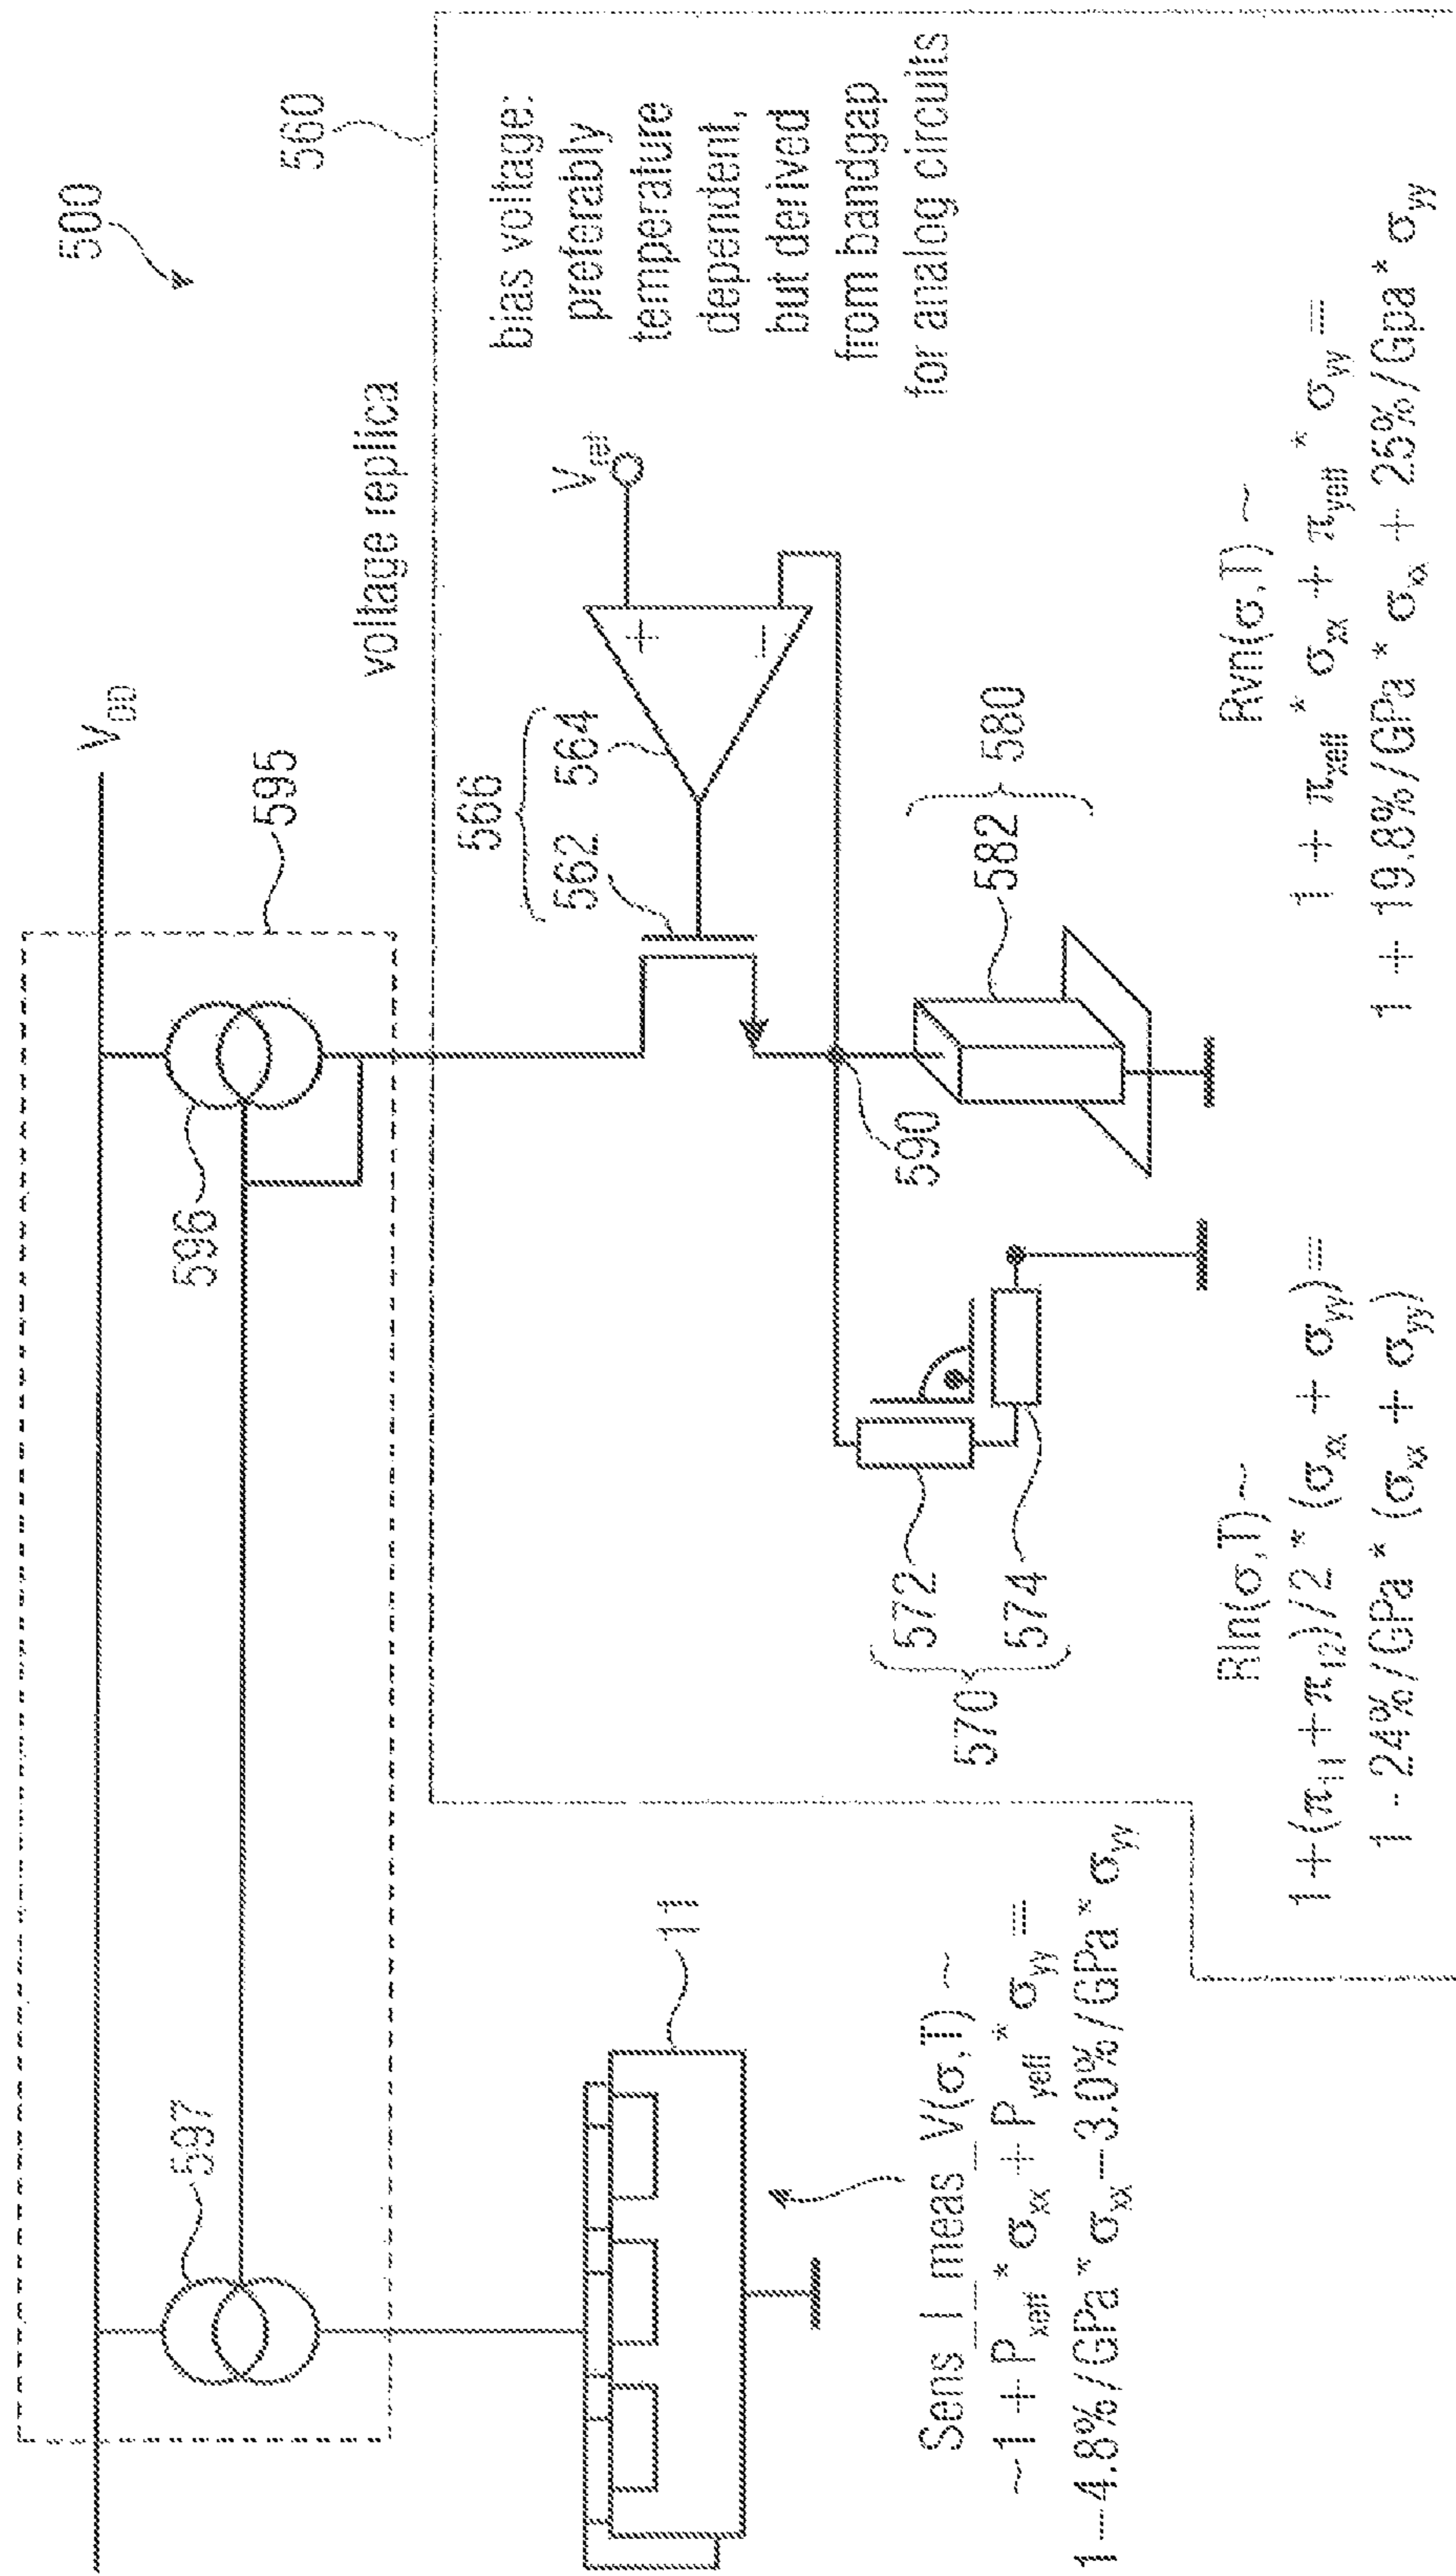 500
V_DD
595
596
597
voltage replica
560
566
562 564
V_ref
+
−
bias voltage:
preferably
temperature
dependent,
but derived
from bandgap
for analog circuits
590
582
580
572
574
570
11
Sens_I_meas_V(σ,T) ~
~1 + P_xeff * σ_xx + P_yeff * σ_yy =
1−4.8%/GPa * σ_xx −3.0%/GPa * σ_yy
Rln(σ,T) ~
1+(π_11 + π_12)/2 * (σ_xx + σ_yy)=
1 - 24%/GPa * (σ_xx + σ_yy)
Rvn(σ,T) ~
1 + π_xeff * σ_xx + π_yeff * σ_yy =
1 + 19.8%/GPa * σ_xx + 25%/Gpa * σ_yy